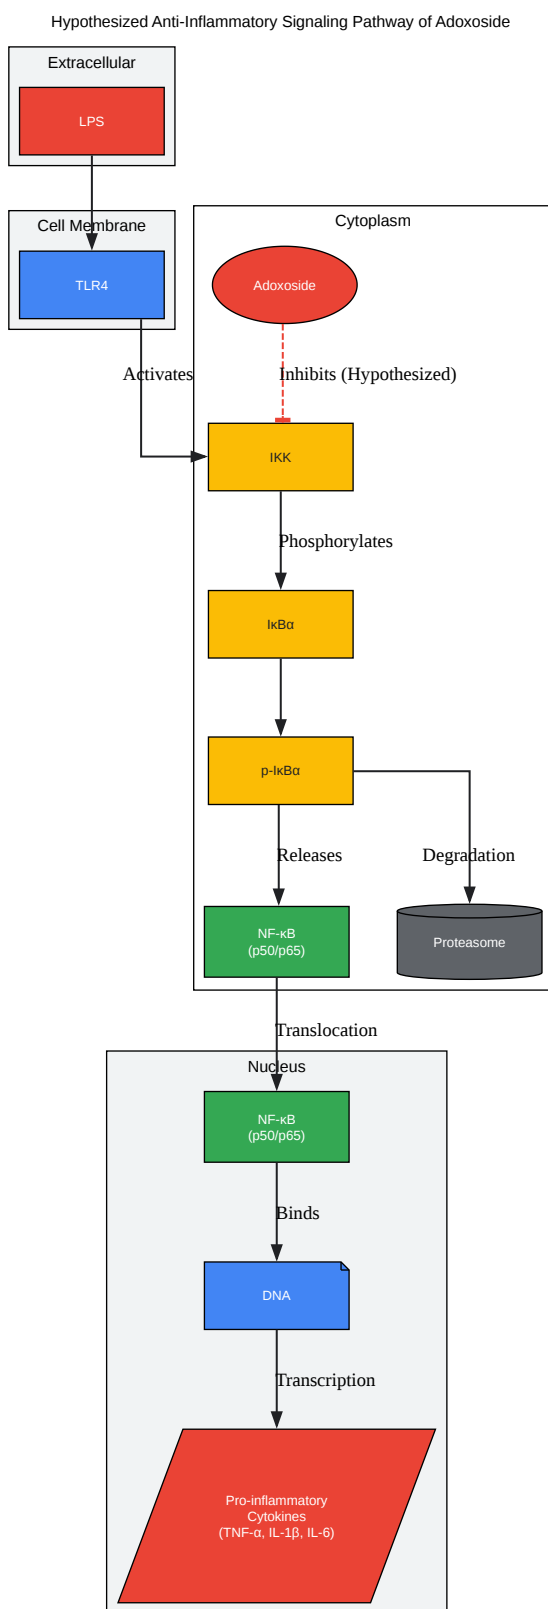 Hypothesized Anti-Inflammatory Signaling Pathway of Adoxoside
Extracellular
LPS
Cell Membrane
Cytoplasm
TLR4
Adoxoside
Activates
Inhibits (Hypothesized)
IKK
Phosphorylates
IκBα
p-IκBα
Releases
Degradation
NF-κB
(p50/p65)
Proteasome
Translocation
Nucleus
NF-κB
(p50/p65)
Binds
DNA
Transcription
Pro-inflammatory
Cytokines
(TNF-α, IL-1β, IL-6)